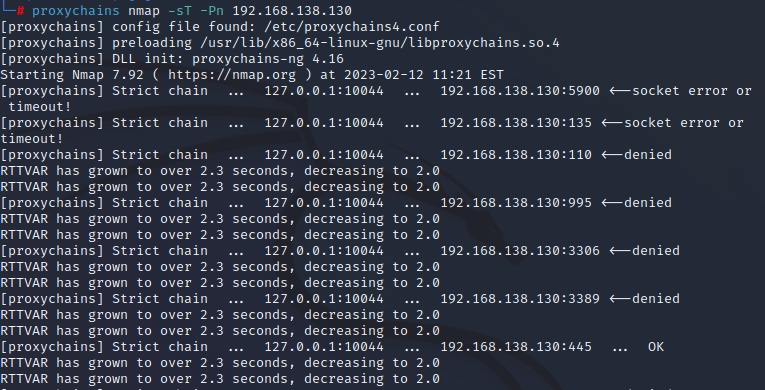 # proxychains nmap -sT -Pn 192.168.138.130
[proxychains] config file found: /etc/proxychains4.conf
[proxychains] preloading /usr/lib/x86_64-linux-gnu/libproxychains.so.4
[proxychains] DLL init: proxychains-ng 4.16
Starting Nmap 7.92 ( https://nmap.org ) at 2023-02-12 11:21 EST
[proxychains] Strict chain  ...  127.0.0.1:10044  ...  192.168.138.130:5900 <--socket error or
 timeout!
[proxychains] Strict chain  ...  127.0.0.1:10044  ...  192.168.138.130:135 <--socket error or
timeout!
[proxychains] Strict chain  ...  127.0.0.1:10044  ...  192.168.138.130:110 <--denied
RTTVAR has grown to over 2.3 seconds, decreasing to 2.0
RTTVAR has grown to over 2.3 seconds, decreasing to 2.0
[proxychains] Strict chain  ...  127.0.0.1:10044  ...  192.168.138.130:995 <--denied
RTTVAR has grown to over 2.3 seconds, decreasing to 2.0
RTTVAR has grown to over 2.3 seconds, decreasing to 2.0
[proxychains] Strict chain  ...  127.0.0.1:10044  ...  192.168.138.130:3306 <--denied
RTTVAR has grown to over 2.3 seconds, decreasing to 2.0
RTTVAR has grown to over 2.3 seconds, decreasing to 2.0
[proxychains] Strict chain  ...  127.0.0.1:10044  ...  192.168.138.130:3389 <--denied
RTTVAR has grown to over 2.3 seconds, decreasing to 2.0
RTTVAR has grown to over 2.3 seconds, decreasing to 2.0
[proxychains] Strict chain  ...  127.0.0.1:10044  ...  192.168.138.130:445  ...  OK
RTTVAR has grown to over 2.3 seconds, decreasing to 2.0
RTTVAR has grown to over 2.3 seconds, decreasing to 2.0